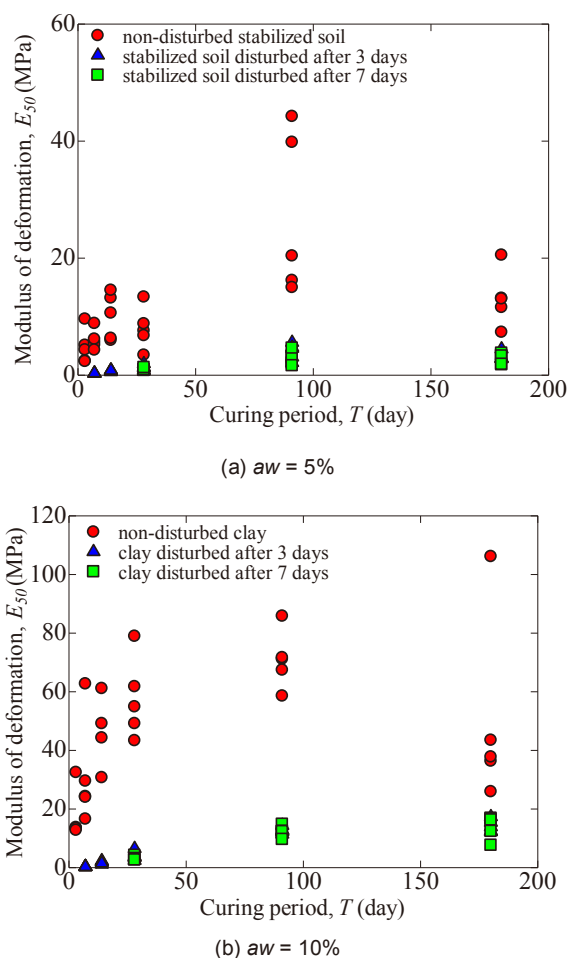 60
non-disturbed stabilized soil
stabilized soil disturbed after 3 days
stabilized soil disturbed after 7 days
40
20
0
Modulus of deformation, E50 (MPa)
0 50 100 150 200
Curing period, T (day)
(a) aw = 5%
120
non-disturbed clay
clay disturbed after 3 days
clay disturbed after 7 days
100
80
60
40
20
0
Modulus of deformation, E50 (MPa)
0 50 100 150 200
Curing period, T (day)
(b) aw = 10%